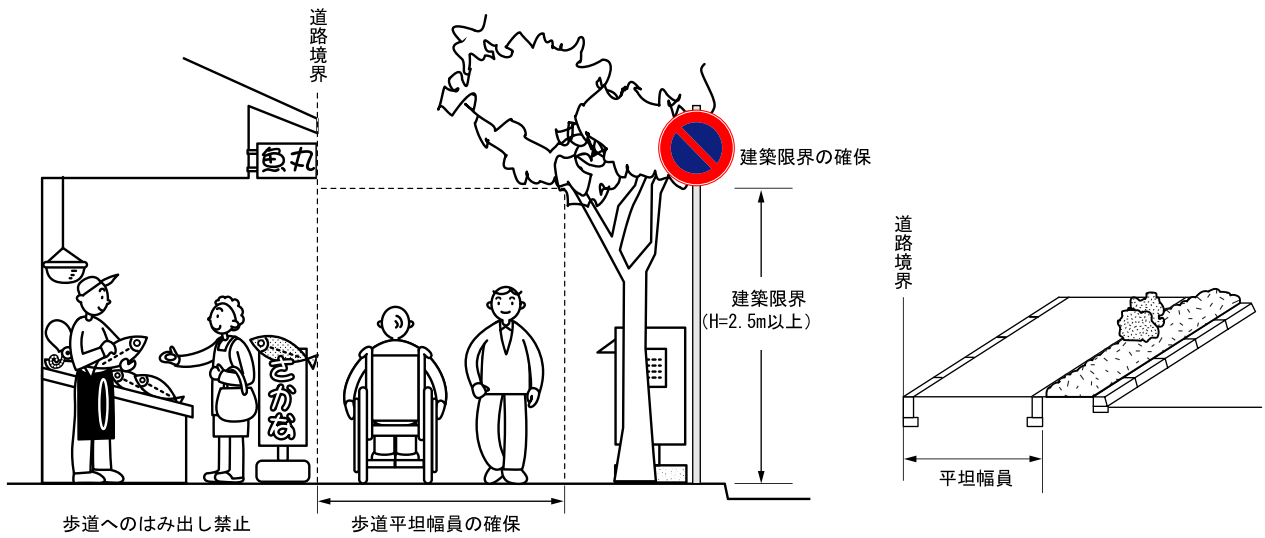 道路境界
魚丸
建築限界の確保
さかな
建築限界
(H=2.5m以上)
歩道へのはみ出し禁止
歩道平坦幅員の確保
道路境界
平坦幅員